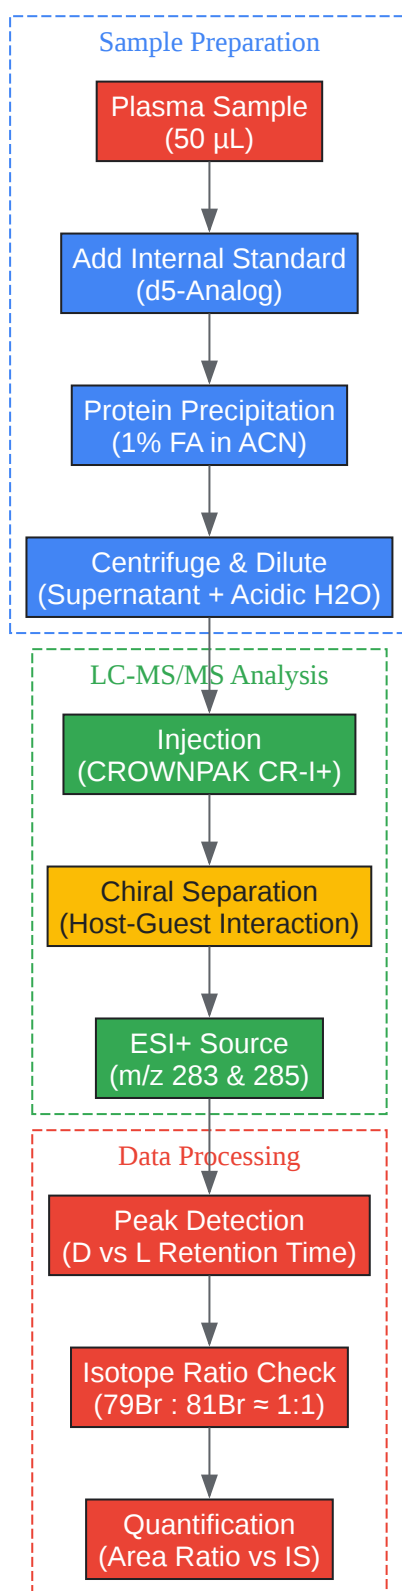 Sample Preparation
Plasma Sample
(50 µL)
Add Internal Standard
(d5-Analog)
Protein Precipitation
(1% FA in ACN)
Centrifuge & Dilute
(Supernatant + Acidic H2O)
LC-MS/MS Analysis
Injection
(CROWNPAK CR-I+)
Chiral Separation
(Host-Guest Interaction)
ESI+ Source
(m/z 283 & 285)
Data Processing
Peak Detection
(D vs L Retention Time)
Isotope Ratio Check
(79Br : 81Br ≈ 1:1)
Quantification
(Area Ratio vs IS)